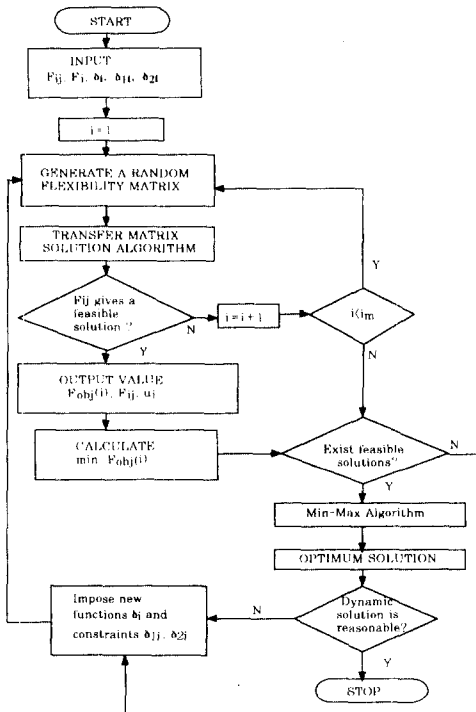 START
INPUT
Fij, Fi, δi, δ1i, δ2i
i=1
GENERATE A RANDOM
FLEXIBILITY MATRIX
TRANSFER MATRIX
SOLUTION ALGORITHM
Fij gives a
feasible
solution ?
N
i=i+1
i<im
Y
N
Y
OUTPUT VALUE
Fobj(i), Fij, ui
CALCULATE
min Fobj(i)
Exist feasible
solutions?
N
Y
Min-Max Algorithm
OPTIMUM SOLUTION
Dynamic
solution is
reasonable?
N
Impose new
functions δj and
constraints δ1j, δ2j
Y
STOP